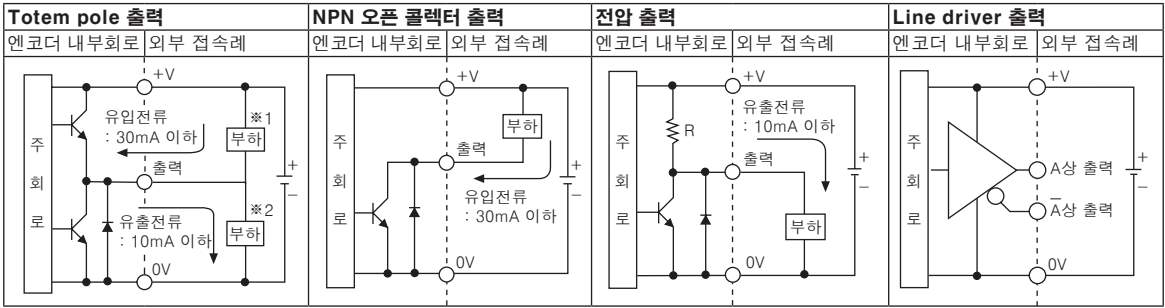 Totem pole 출력
엔코더 내부회로 외부 접속례
+V
유입전류
: 30mA 이하
※1
부하
주
회
로
출력
+
−
※2
유출전류
: 10mA 이하
부하
0V
NPN 오픈 콜렉터 출력
엔코더 내부회로 외부 접속례
+V
부하
주
회
로
출력
유입전류
: 30mA 이하
+
−
0V
전압 출력
엔코더 내부회로 외부 접속례
+V
유출전류
: 10mA 이하
R
주
회
로
출력
+
−
부하
0V
Line driver 출력
엔코더 내부회로 외부 접속례
+V
주
회
로
A상 출력
A̅상 출력
+
−
0V